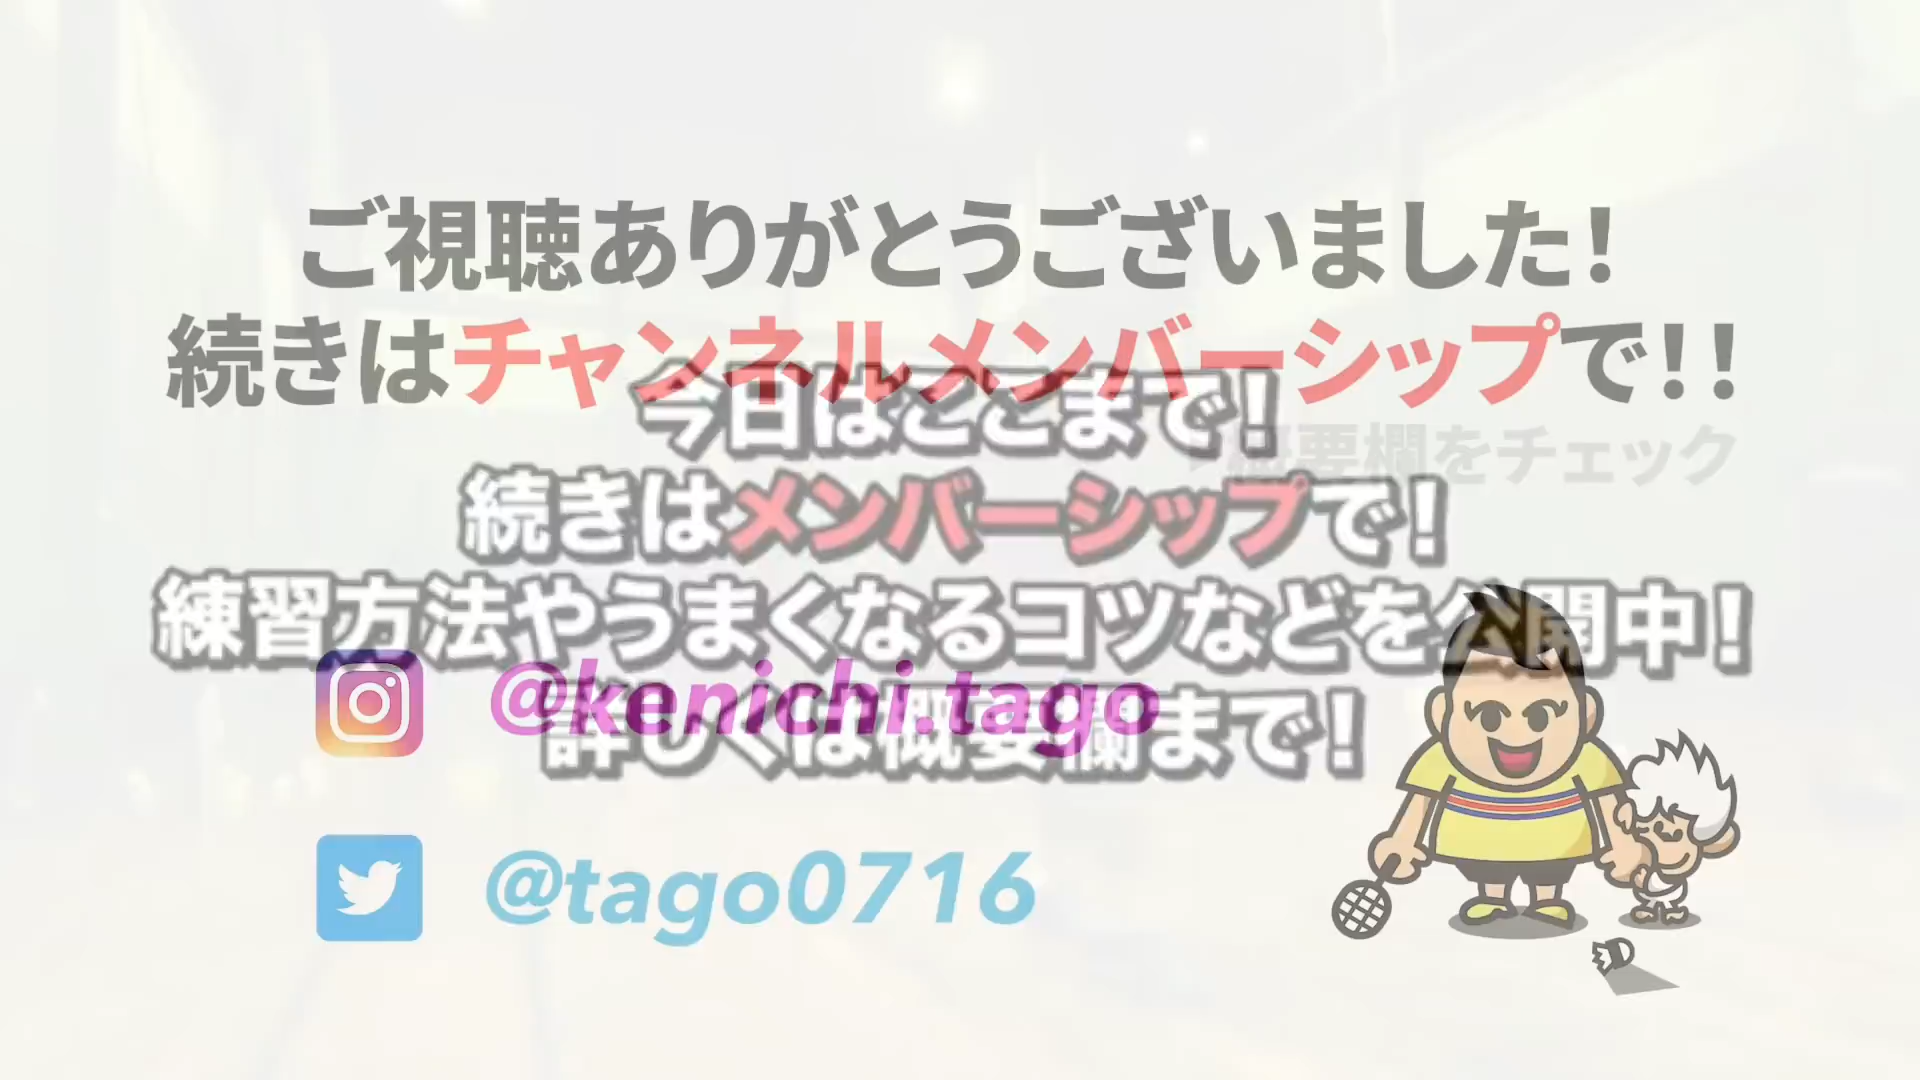 ご視聴ありがとうございました！
続きはチャンネルメンバーシップで！！
今日はここまで！
▶概要欄をチェック
続きはメンバーシップで！
練習方法やうまくなるコツなどを公開中！
@kenichi.tago
詳しくは概要欄まで！
@tago0716